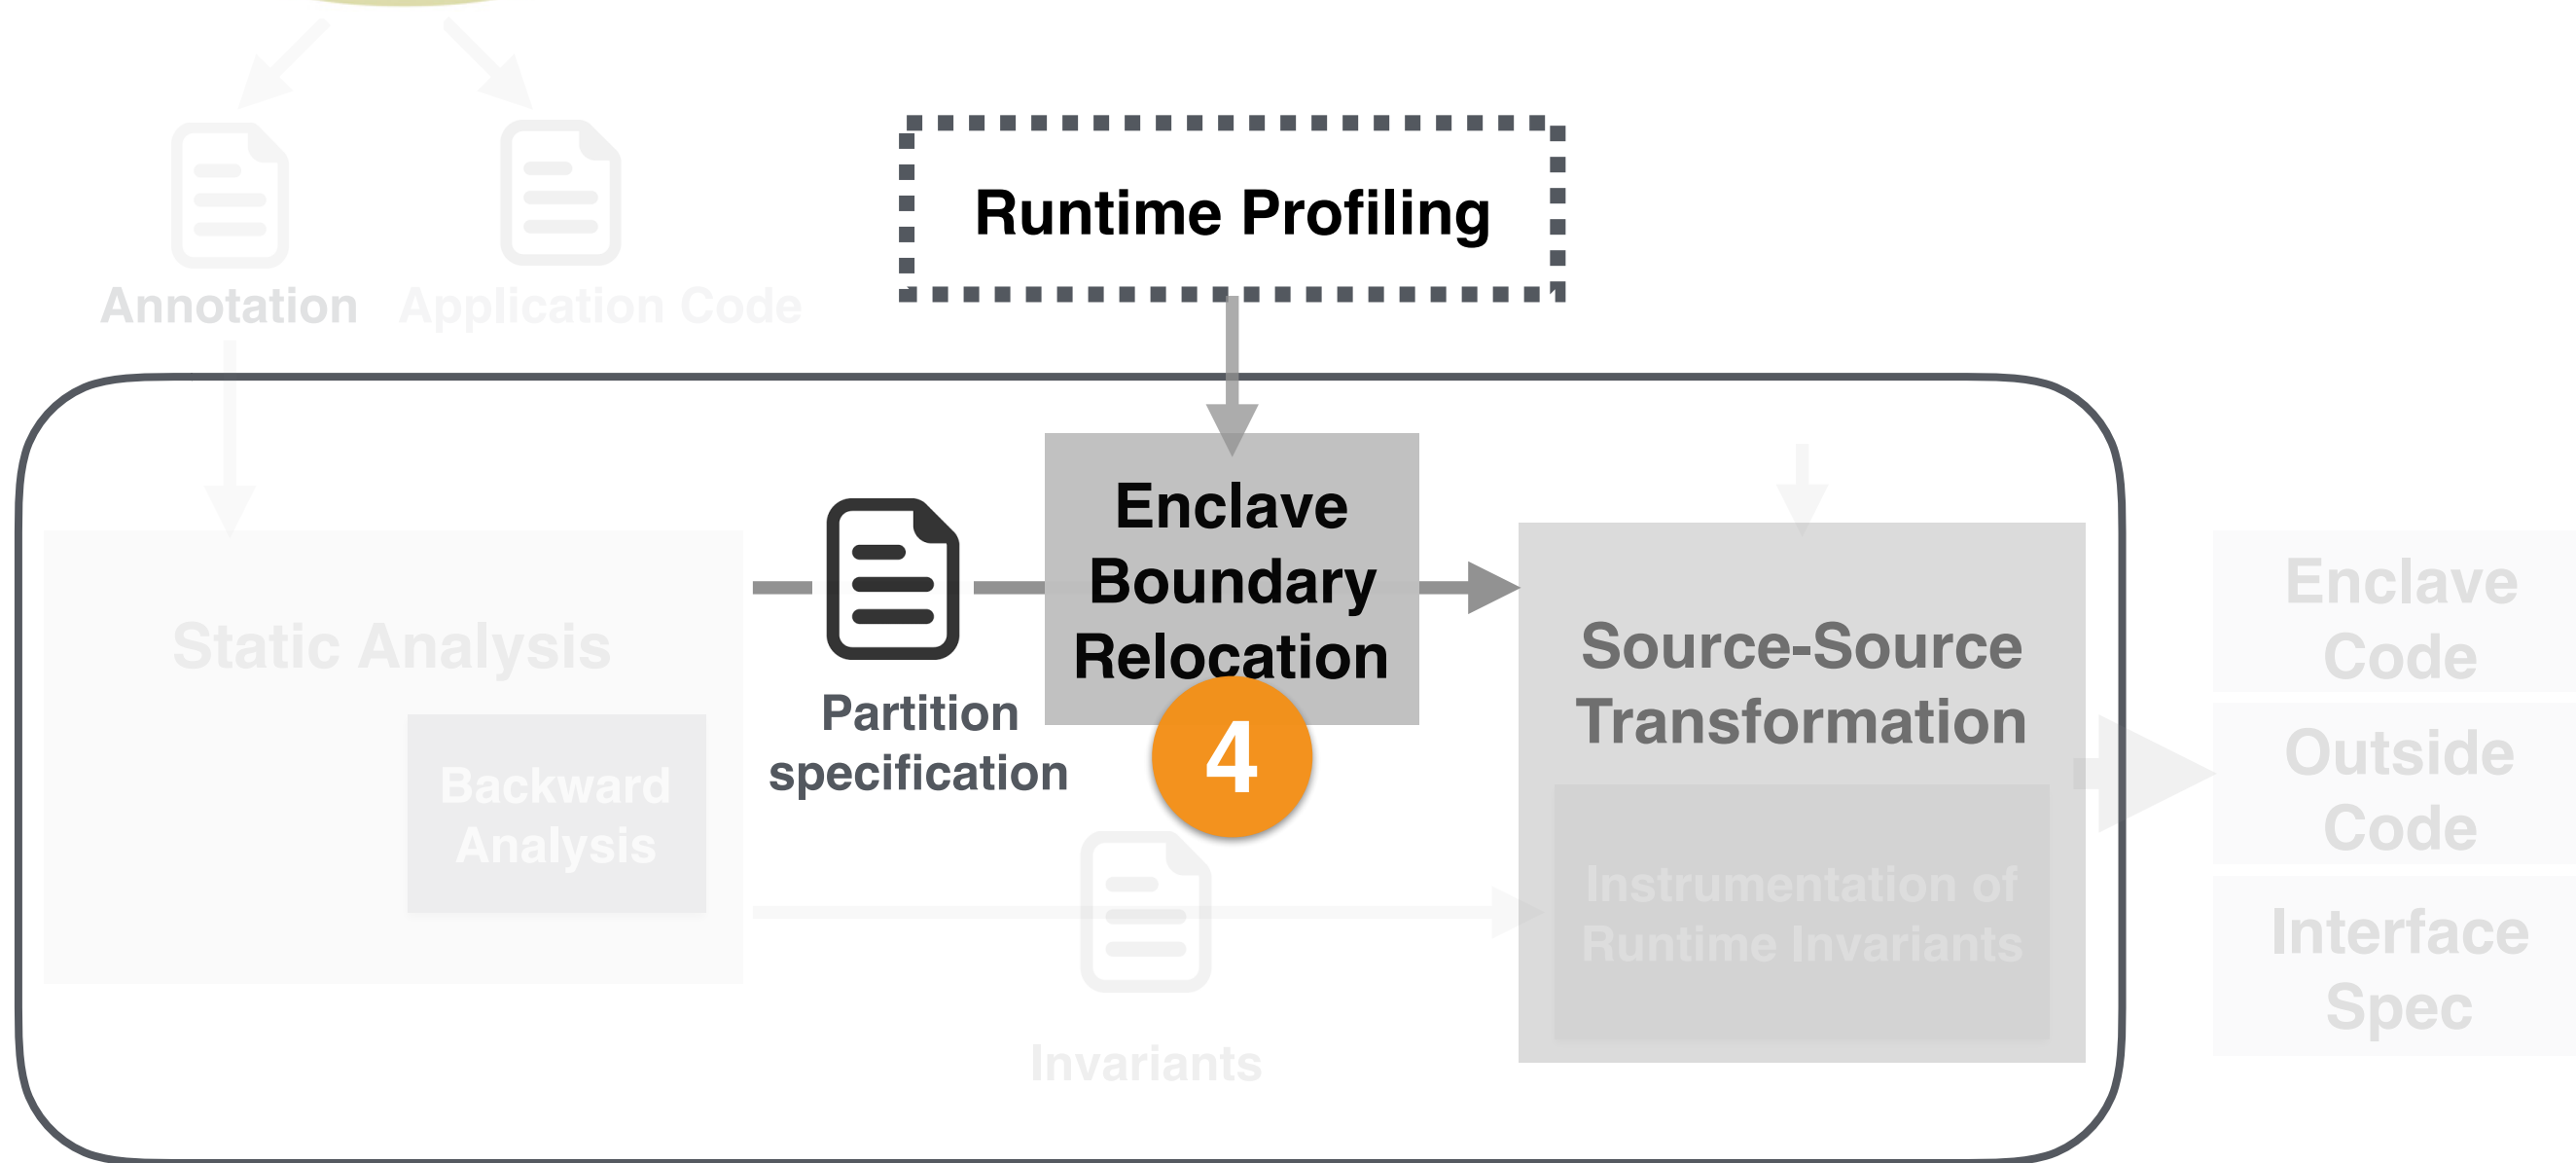 Runtime Profiling
Annotation
Application Code
Enclave
Boundary
Relocation
4
Partition
specification
Static Analysis
Backward
Analysis
Source-Source
Transformation
Instrumentation of
Runtime Invariants
Invariants
Enclave
Code
Outside
Code
Interface
Spec